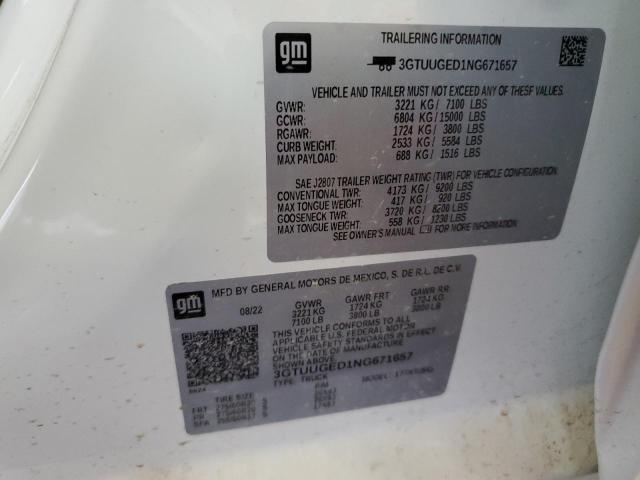 gm
TRAILERING INFORMATION
3GTUUGED1NG671657
VEHICLE AND TRAILER MUST NOT EXCEED ANY OF THESE VALUES.
GVWR: 3221 KG / 7100 LBS
GCWR: 6804 KG / 15000 LBS
RGAWR: 1724 KG / 3800 LBS
CURB WEIGHT: 2533 KG / 5584 LBS
MAX PAYLOAD: 688 KG / 1516 LBS
SAE J2807 TRAILER WEIGHT RATING (TWR) FOR VEHICLE CONFIGURATION.
CONVENTIONAL TWR: 4173 KG / 9200 LBS
MAX TONGUE WEIGHT: 417 KG / 920 LBS
GOOSENECK TWR: 3720 KG / 8200 LBS
MAX TONGUE WEIGHT: 558 KG / 1230 LBS
SEE OWNER'S MANUAL FOR MORE INFORMATION
gm
MFD BY GENERAL MOTORS DE MEXICO, S. DE R.L. DE C.V.
08/22 GVWR GAWR FRT GAWR RR
3221 KG 1724 KG 1724 KG
7100 LB 3800 LB 3800 LB
THIS VEHICLE CONFORMS TO ALL
APPLICABLE U.S. FEDERAL MOTOR
VEHICLE SAFETY STANDARDS IN EFFECT
ON THE DATE OF MANUFACTURE SHOWN ABOVE.
3GTUUGED1NG671657
TYPE: TRUCK
TIRE SIZE
FRT
RR
SPA